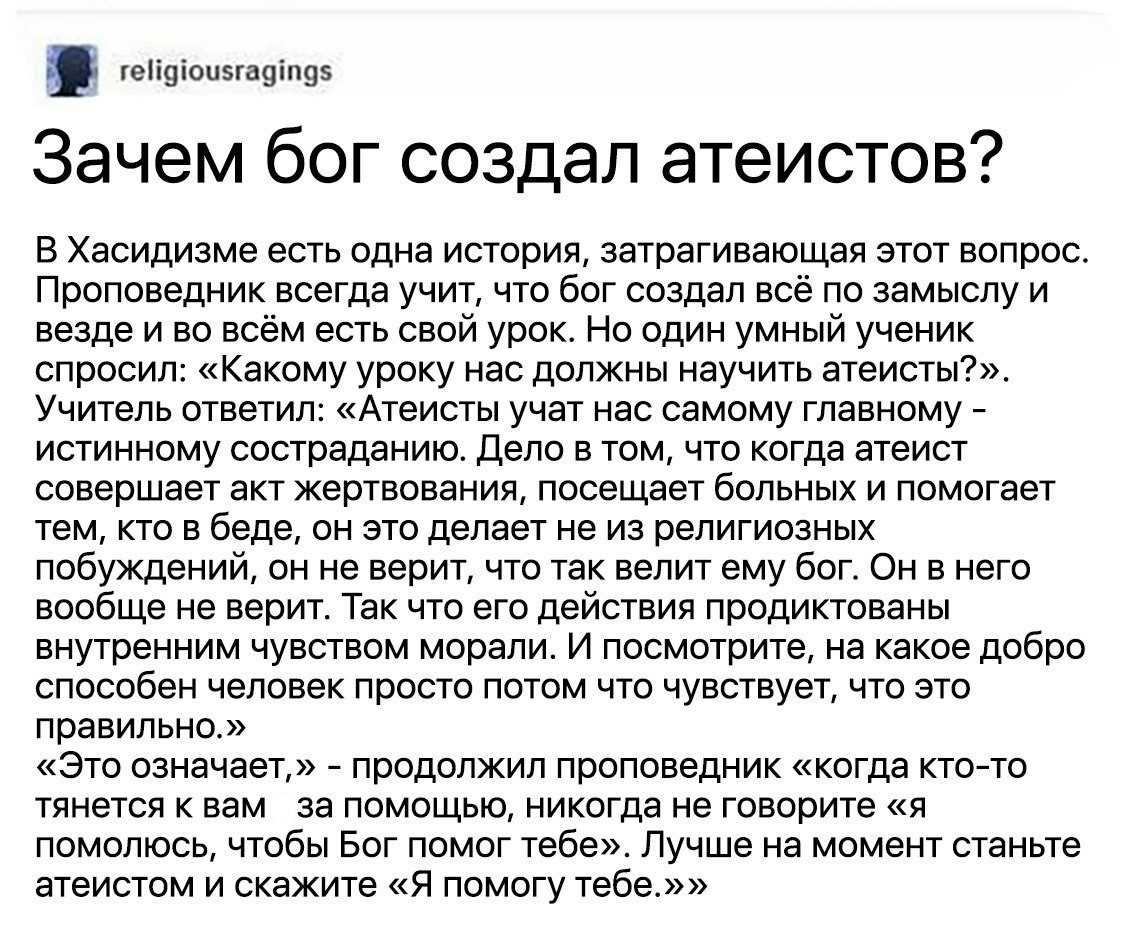 religiousragings
Зачем бог создал атеистов?
В Хасидизме есть одна история, затрагивающая этот вопрос.
Проповедник всегда учит, что бог создал всё по замыслу и
везде и во всём есть свой урок. Но один умный ученик
спросил: «Какому уроку нас должны научить атеисты?».
Учитель ответил: «Атеисты учат нас самому главному -
истинному состраданию. Дело в том, что когда атеист
совершает акт жертвования, посещает больных и помогает
тем, кто в беде, он это делает не из религиозных
побуждений, он не верит, что так велит ему бог. Он в него
вообще не верит. Так что его действия продиктованы
внутренним чувством морали. И посмотрите, на какое добро
способен человек просто потом что чувствует, что это
правильно.»
«Это означает,» - продолжил проповедник «когда кто-то
тянется к вам за помощью, никогда не говорите «я
помолюсь, чтобы Бог помог тебе». Лучше на момент станьте
атеистом и скажите «Я помогу тебе.»»